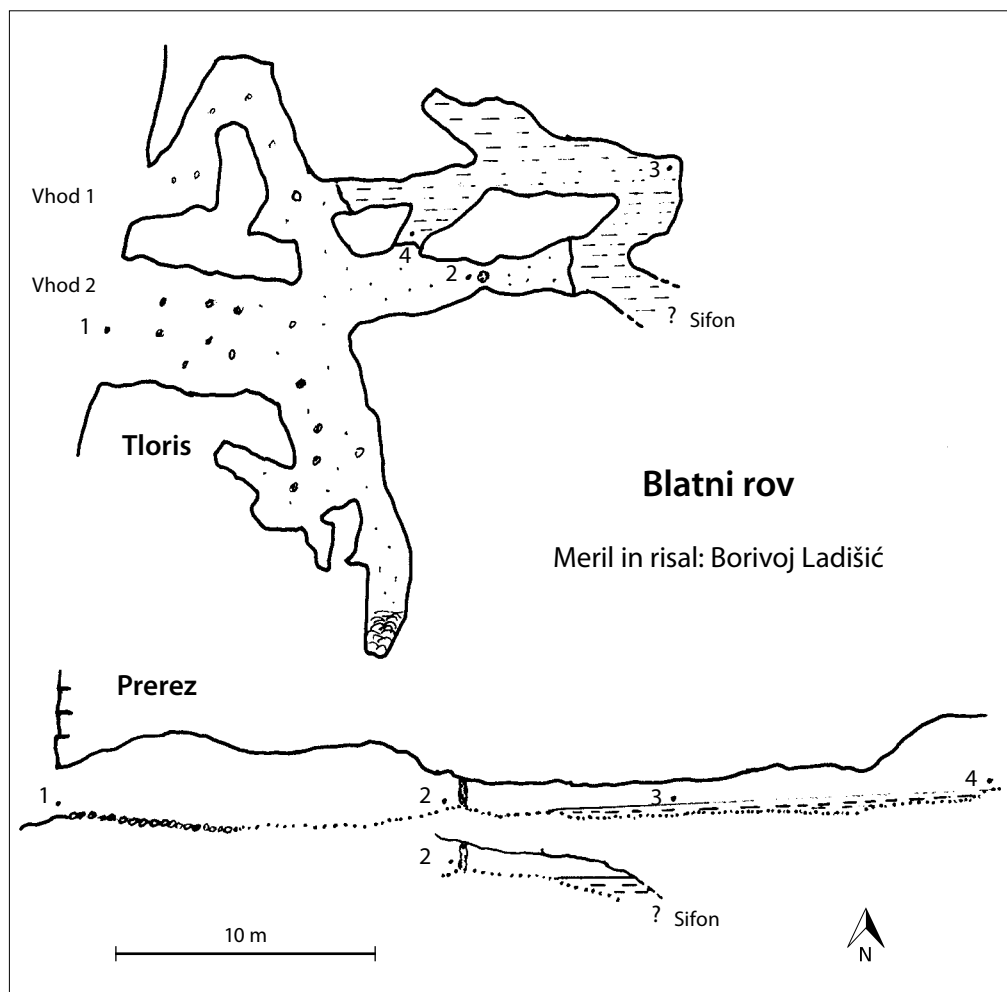 3
Vhod 1
4
2
Vhod 2
1
? Sifon
Tloris
Blatni rov
Meril in risal: Borivoj Ladišić
Prerez
1
2
3
4
2
? Sifon
10 m
N